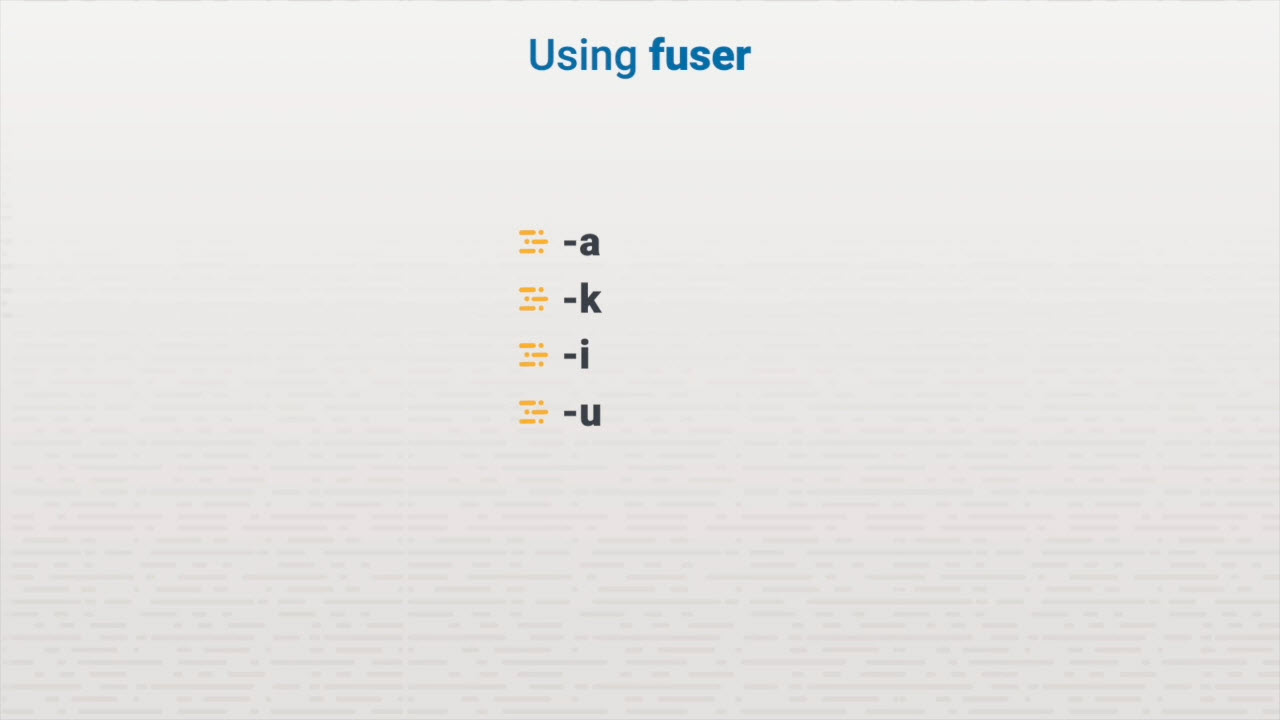 Using fuser
-a
-k
-i
-u